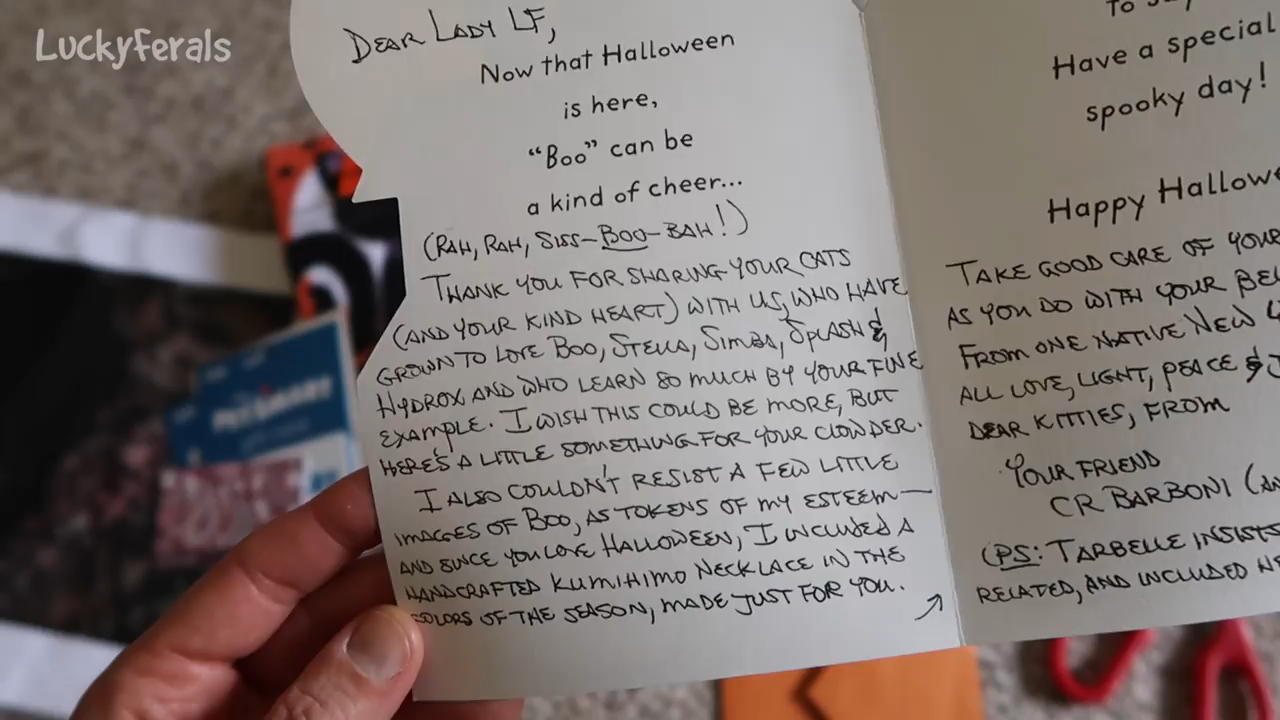 LuckyFerals
DEAR LADY LF,
Now that Halloween
is here,
“Boo” can be
a kind of cheer...
(RAH, RAH, SISS-BOO-BAH!)
THANK YOU FOR SHARING YOUR CATS
(AND YOUR KIND HEART) WITH US, WHO HAVE
GROWN TO LOVE BOO, STELLA, SIMBA, SPLASH &
HYDROX, AND WHO LEARN SO MUCH BY YOUR FINE
EXAMPLE. I WISH THIS COULD BE MORE, BUT
HERE'S A LITTLE SOMETHING FOR YOUR CLOWDER.
I ALSO COULDN'T RESIST A FEW LITTLE
IMAGES OF BOO, AS TOKENS OF MY ESTEEM—
AND SINCE YOU LOVE HALLOWEEN, I INCLUDED A
HANDCRAFTED KUMIHIMO NECKLACE IN THE
COLORS OF THE SEASON, MADE JUST FOR YOU.
To
Have a special
spooky day!
Happy
TAKE GOOD CARE OF YOUR
AS YOU DO WITH YOUR
FROM ONE NATIVE NEW
ALL LOVE, LIGHT, PEACE &
DEAR KITTIES, FROM
YOUR FRIEND
CR BARBONI
(PS: TARBELLE INSISTS
RELATED, AND INCLUDED
PETSMART